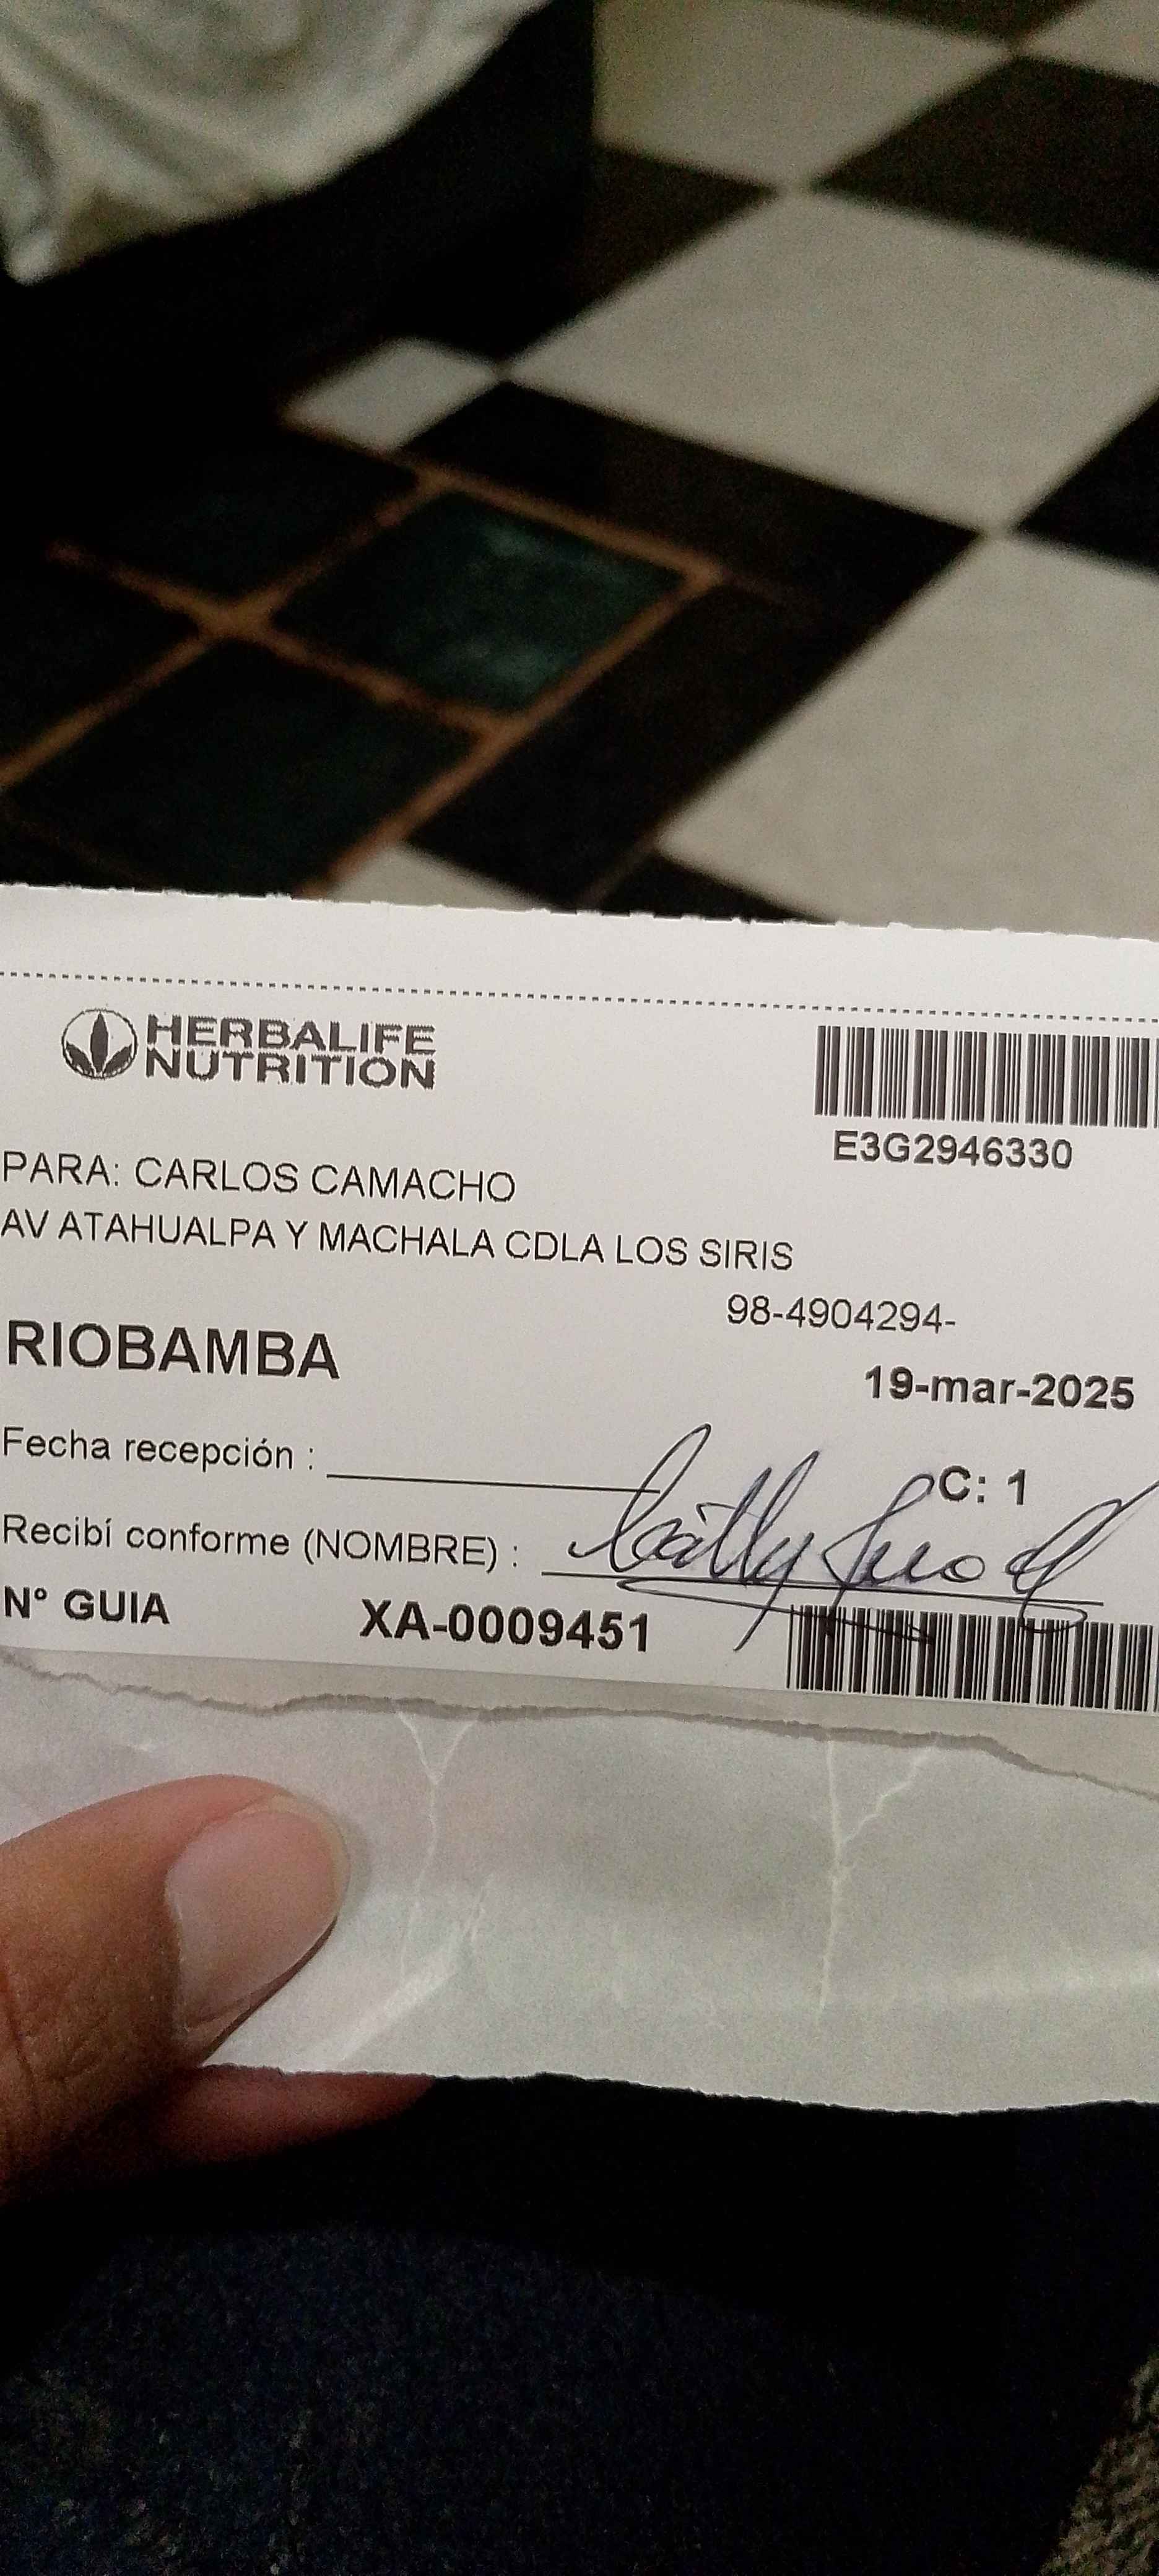 HERBALIFE
NUTRITION
E3G2946330
PARA: CARLOS CAMACHO
AV ATAHUALPA Y MACHALA CDLA LOS SIRIS
98-4904294-
RIOBAMBA
19-mar-2025
Fecha recepción :
C: 1
Recibí conforme (NOMBRE) :
N° GUIA XA-0009451